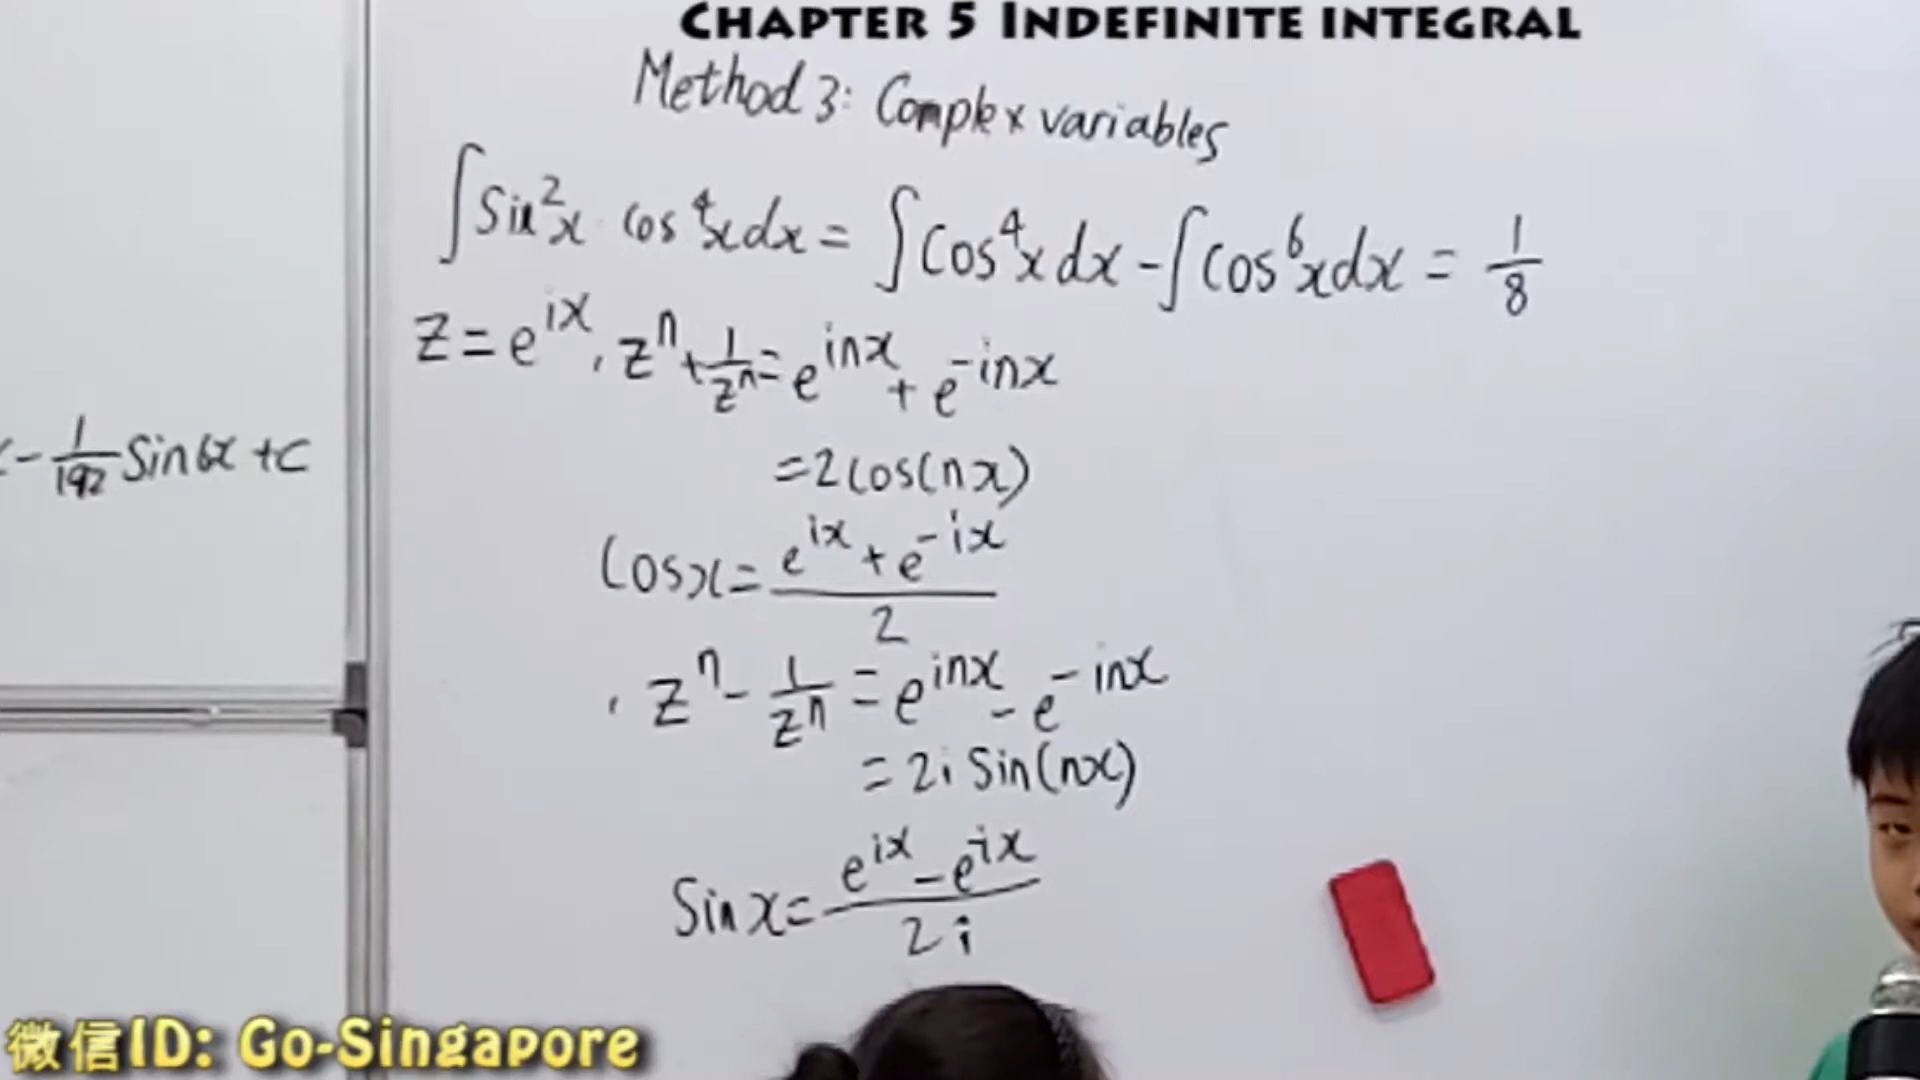 CHAPTER 5 INDEFINITE INTEGRAL
Method 3: Complex variables
∫Sin²x · cos⁴x dx = ∫Cos⁴x dx - ∫Cos⁶x dx = 1/8
Z = e^ix, zⁿ + 1/zⁿ = e^inx + e^-inx
= 2cos(nx)
- 1/192 Sin6x + C
Cosx = (e^ix + e^-ix)/2
, zⁿ - 1/zⁿ = e^inx - e^-inx
= 2i Sin(nx)
Sin x = (e^ix - e^-ix)/2i
微信ID: Go-Singapore